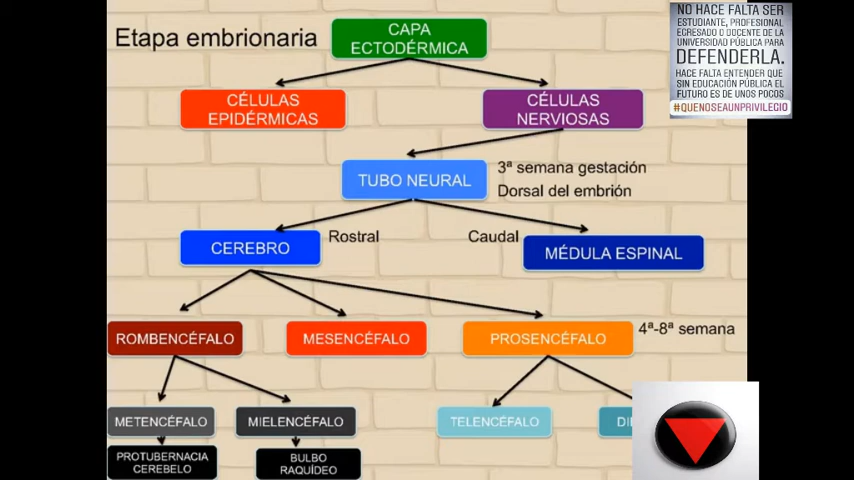 Etapa embrionaria
CAPA
ECTODÉRMICA
NO HACE FALTA SER
ESTUDIANTE, PROFESIONAL
EGRESADO O DOCENTE DE LA
UNIVERSIDAD PÚBLICA PARA
DEFENDERLA.
HACE FALTA ENTENDER QUE
SIN EDUCACIÓN PÚBLICA EL
FUTURO ES DE UNOS POCOS
#QUENOSEAUNPRIVILEGIO
CÉLULAS
EPIDÉRMICAS
CÉLULAS
NERVIOSAS
TUBO NEURAL
3ª semana gestación
Dorsal del embrión
CEREBRO
Rostral
Caudal
MÉDULA ESPINAL
ROMBENCÉFALO
MESENCÉFALO
PROSENCÉFALO
4ª-8ª semana
METENCÉFALO
MIELENCÉFALO
TELENCÉFALO
PROTUBERNACIA
CEREBELO
BULBO
RAQUÍDEO